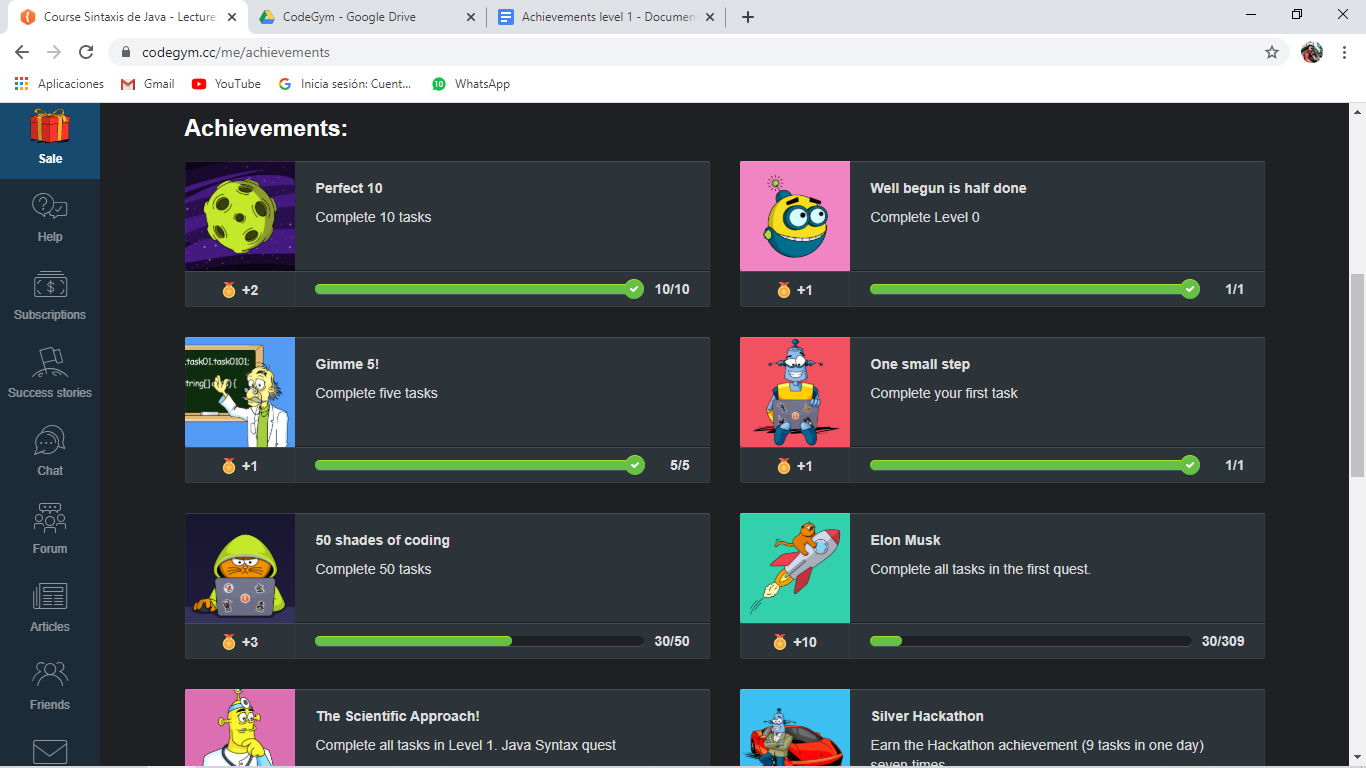 Course Sintaxis de Java - Lecture
CodeGym - Google Drive
Achievements level 1 - Documen
codegym.cc/me/achievements
Aplicaciones
Gmail
YouTube
Inicia sesión: Cuent...
10
WhatsApp
Sale
Help
Subscriptions
Success stories
Chat
Forum
Articles
Friends
Achievements:
Perfect 10
Complete 10 tasks
+2
10/10
Well begun is half done
Complete Level 0
+1
1/1
,task01,task0101;
tring[] a
) {
Gimme 5!
Complete five tasks
+1
5/5
One small step
Complete your first task
+1
1/1
50 shades of coding
Complete 50 tasks
+3
30/50
Elon Musk
Complete all tasks in the first quest.
+10
30/309
The Scientific Approach!
Complete all tasks in Level 1. Java Syntax quest
Silver Hackathon
Earn the Hackathon achievement (9 tasks in one day)
seven times